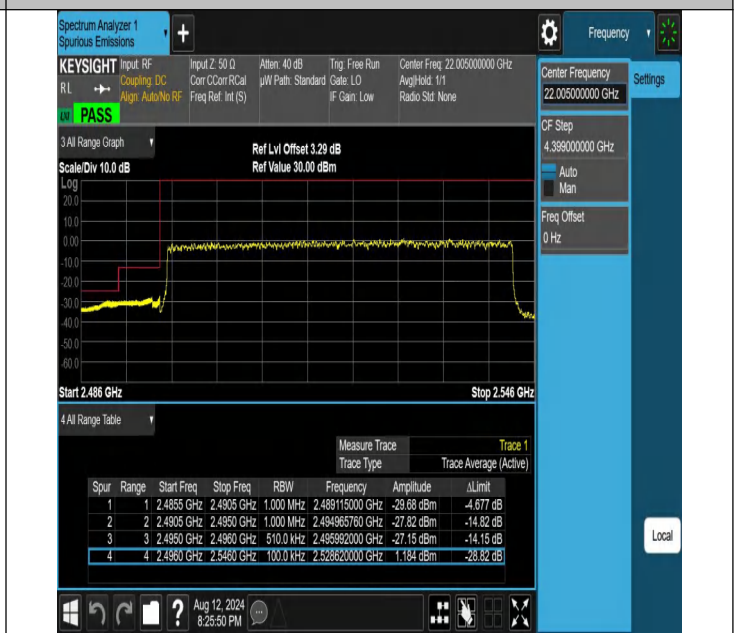 Spectrum Analyzer 1
Spurious Emissions
+
Frequency
KEYSIGHT Input: RF Input Z: 50 Ω Atten: 40 dB Trig: Free Run Center Freq: 22.005000000 GHz
RL Coupling: DC Corr CCorr RCal µW Path: Standard Gate: LO Avg|Hold: 1/1
Align: Auto/No RF Freq Ref: Int (S) IF Gain: Low Radio Std: None
LXI PASS
Center Frequency
22.005000000 GHz
Settings
CF Step
4.399000000 GHz
Auto
Man
Freq Offset
0 Hz
3 All Range Graph
Ref Lvl Offset 3.29 dB
Scale/Div 10.0 dB Ref Value 30.00 dBm
Log
20.0
10.0
0.00
-10.0
-20.0
-30.0
-40.0
-50.0
-60.0
Start 2.486 GHz Stop 2.546 GHz
4 All Range Table
Measure Trace Trace 1
Trace Type Trace Average (Active)
Spur Range Start Freq Stop Freq RBW Frequency Amplitude ΔLimit
1 1 2.4855 GHz 2.4905 GHz 1.000 MHz 2.489115000 GHz -29.68 dBm -4.677 dB
2 2 2.4905 GHz 2.4950 GHz 1.000 MHz 2.494965760 GHz -27.82 dBm -14.82 dB
3 3 2.4950 GHz 2.4960 GHz 510.0 kHz 2.495992000 GHz -27.15 dBm -14.15 dB
4 4 2.4960 GHz 2.5460 GHz 100.0 kHz 2.528620000 GHz 1.184 dBm -28.82 dB
Local
? Aug 12, 2024
8:25:50 PM